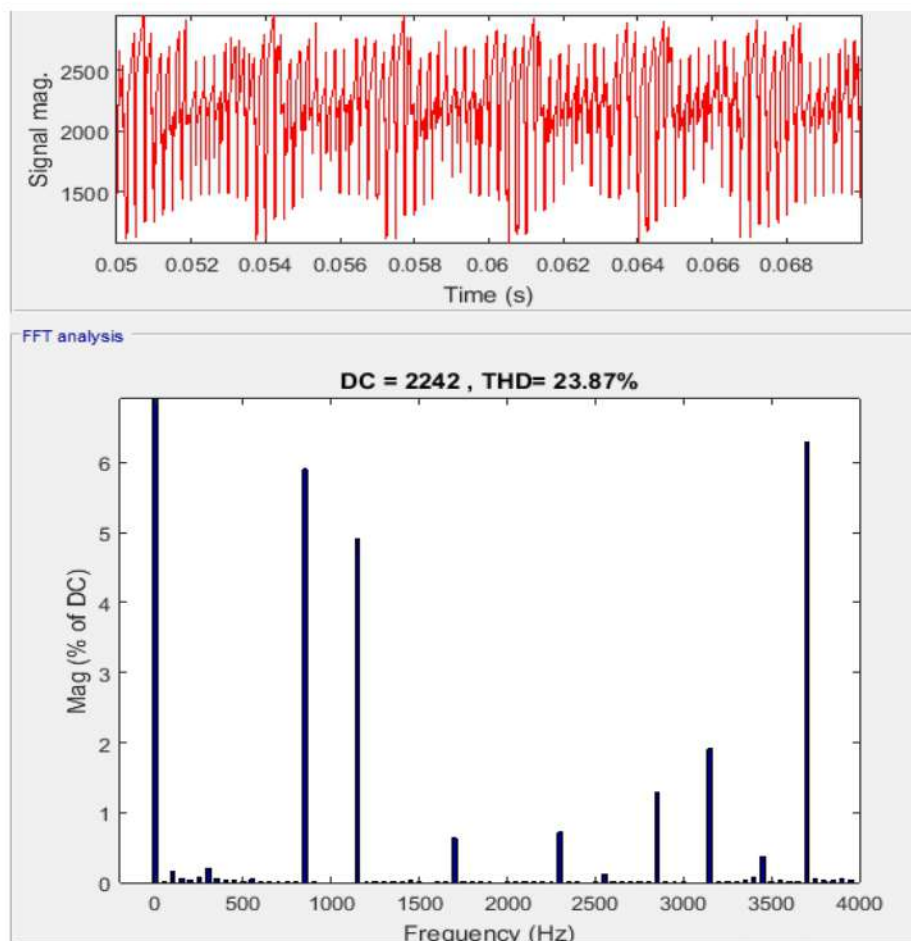 2500
2000
1500
Signal mag.
0.05 0.052 0.054 0.056 0.058 0.06 0.062 0.064 0.066 0.068
Time (s)
FFT analysis
DC = 2242 , THD= 23.87%
6
5
4
3
2
1
0
Mag (% of DC)
0 500 1000 1500 2000 2500 3000 3500 4000
Frequency (Hz)